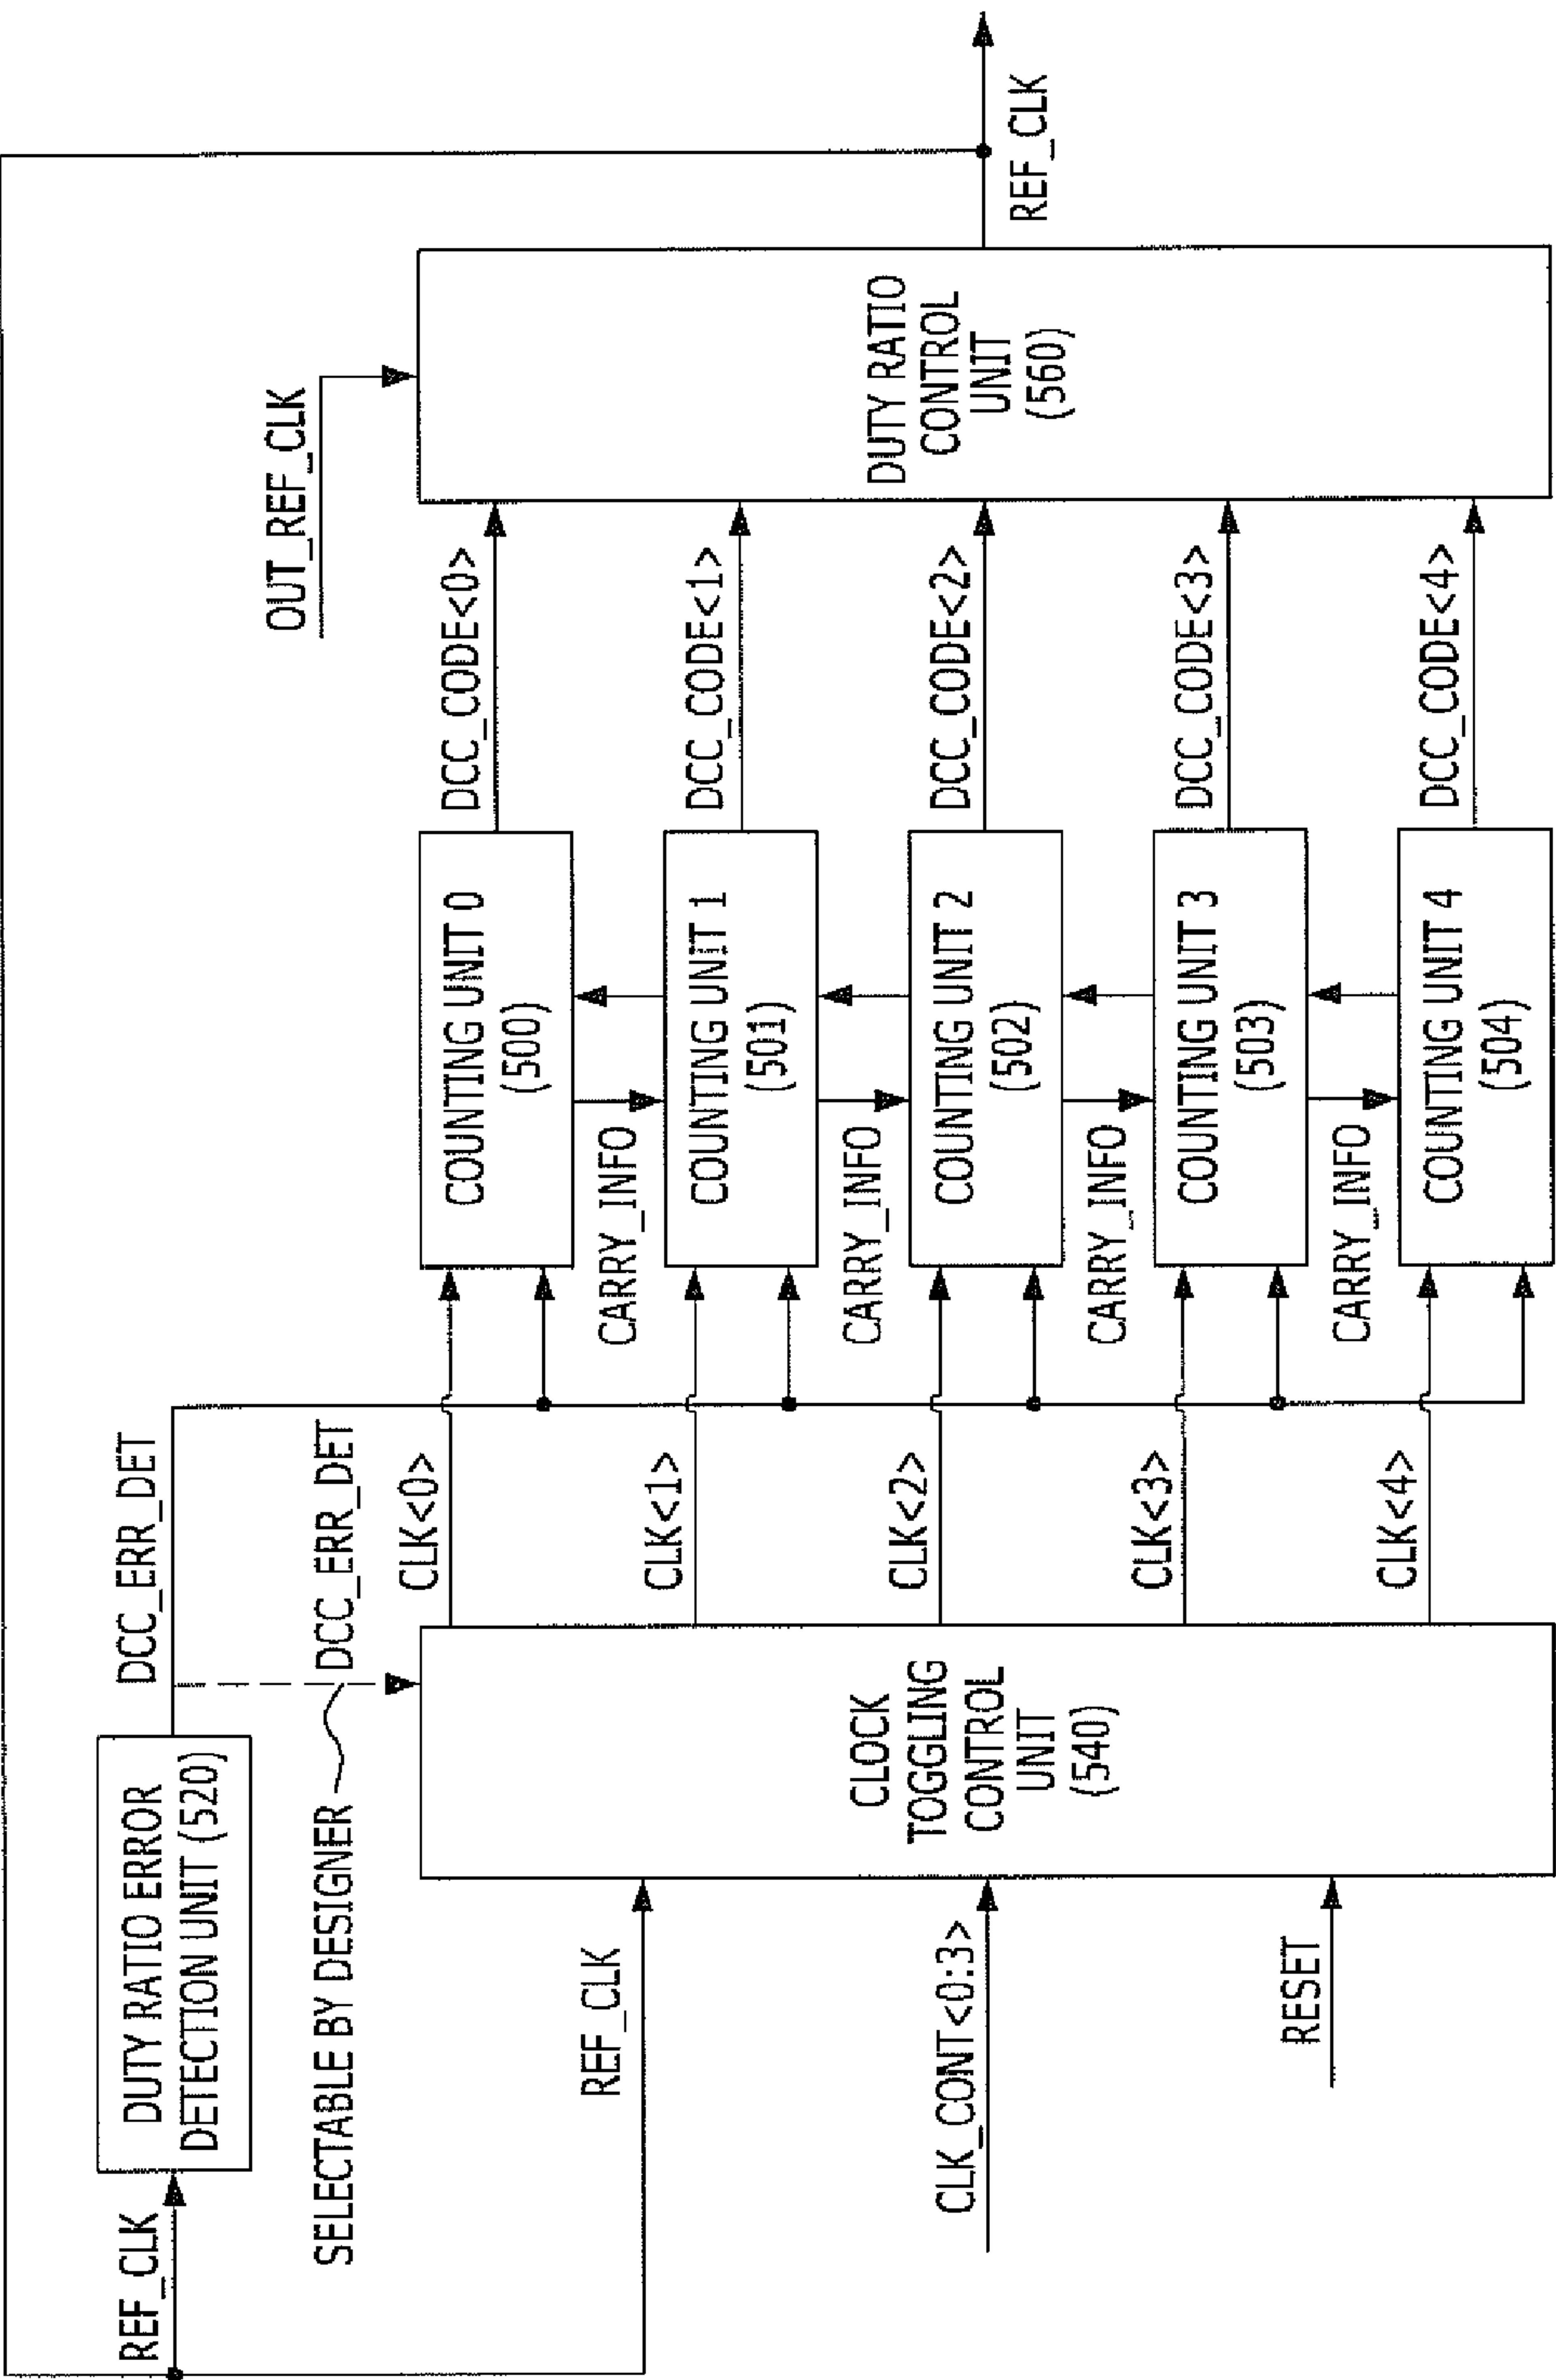 REF_CLK
DUTY RATIO ERROR
DETECTION UNIT (520)
DCC_ERR_DET
SELECTABLE BY DESIGNER
DCC_ERR_DET
OUT_REF_CLK
REF_CLK
CLK_CONT<0:3>
RESET
CLOCK
TOGGLING
CONTROL
UNIT
(540)
CLK<0>
CLK<1>
CLK<2>
CLK<3>
CLK<4>
COUNTING UNIT 0
(500)
CARRY_INFO
COUNTING UNIT 1
(501)
CARRY_INFO
COUNTING UNIT 2
(502)
CARRY_INFO
COUNTING UNIT 3
(503)
CARRY_INFO
COUNTING UNIT 4
(504)
DCC_CODE<0>
DCC_CODE<1>
DCC_CODE<2>
DCC_CODE<3>
DCC_CODE<4>
DUTY RATIO
CONTROL
UNIT
(560)
REF_CLK